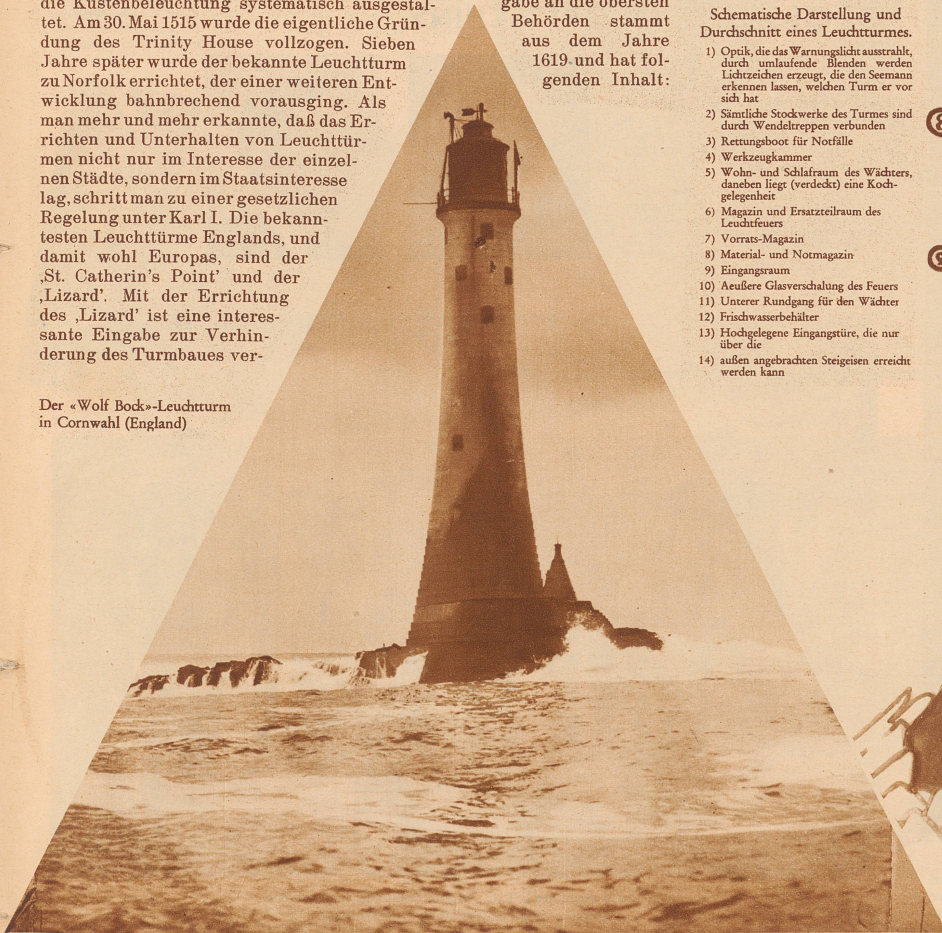 die Küstenbeleuchtung systematisch ausgestal-
tet. Am 30. Mai 1515 wurde die eigentliche Grün-
dung des Trinity House vollzogen. Sieben
Jahre später wurde der bekannte Leuchtturm
zu Norfolk errichtet, der einer weiteren Ent-
wicklung bahnbrechend vorausging. Als
man mehr und mehr erkannte, daß das Er-
richten und Unterhalten von Leuchttür-
men nicht nur im Interesse der einzel-
nen Städte, sondern im Staatsinteresse
lag, schritt man zu einer gesetzlichen
Regelung unter Karl I. Die bekann-
testen Leuchttürme Englands, und
damit wohl Europas, sind der
‚St. Catherin's Point' und der
‚Lizard'. Mit der Errichtung
des ‚Lizard' ist eine interes-
sante Eingabe zur Verhin-
derung des Turmbaues ver-
gabe an die obersten
Behörden stammt
aus dem Jahre
1619 und hat fol-
genden Inhalt:
Der «Wolf Bock»-Leuchtturm
in Cornwahl (England)
Schematische Darstellung und
Durchschnitt eines Leuchtturmes.
1) Optik, die das Warnungslicht ausstrahlt,
durch umlaufende Blenden werden
Lichtzeichen erzeugt, die den Seemann
erkennen lassen, welchen Turm er vor
sich hat
2) Sämtliche Stockwerke des Turmes sind
durch Wendeltreppen verbunden
3) Rettungsboot für Notfälle
4) Werkzeugkammer
5) Wohn- und Schlafraum des Wächters,
daneben liegt (verdeckt) eine Koch-
gelegenheit
6) Magazin und Ersatzteilraum des
Leuchtfeuers
7) Vorrats-Magazin
8) Material- und Notmagazin
9) Eingangsraum
10) Aeußere Glasverschalung des Feuers
11) Unterer Rundgang für den Wächter
12) Frischwasserbehälter
13) Hochgelegene Eingangstüre, die nur
über die
14) außen angebrachten Steigeisen erreicht
werden kann